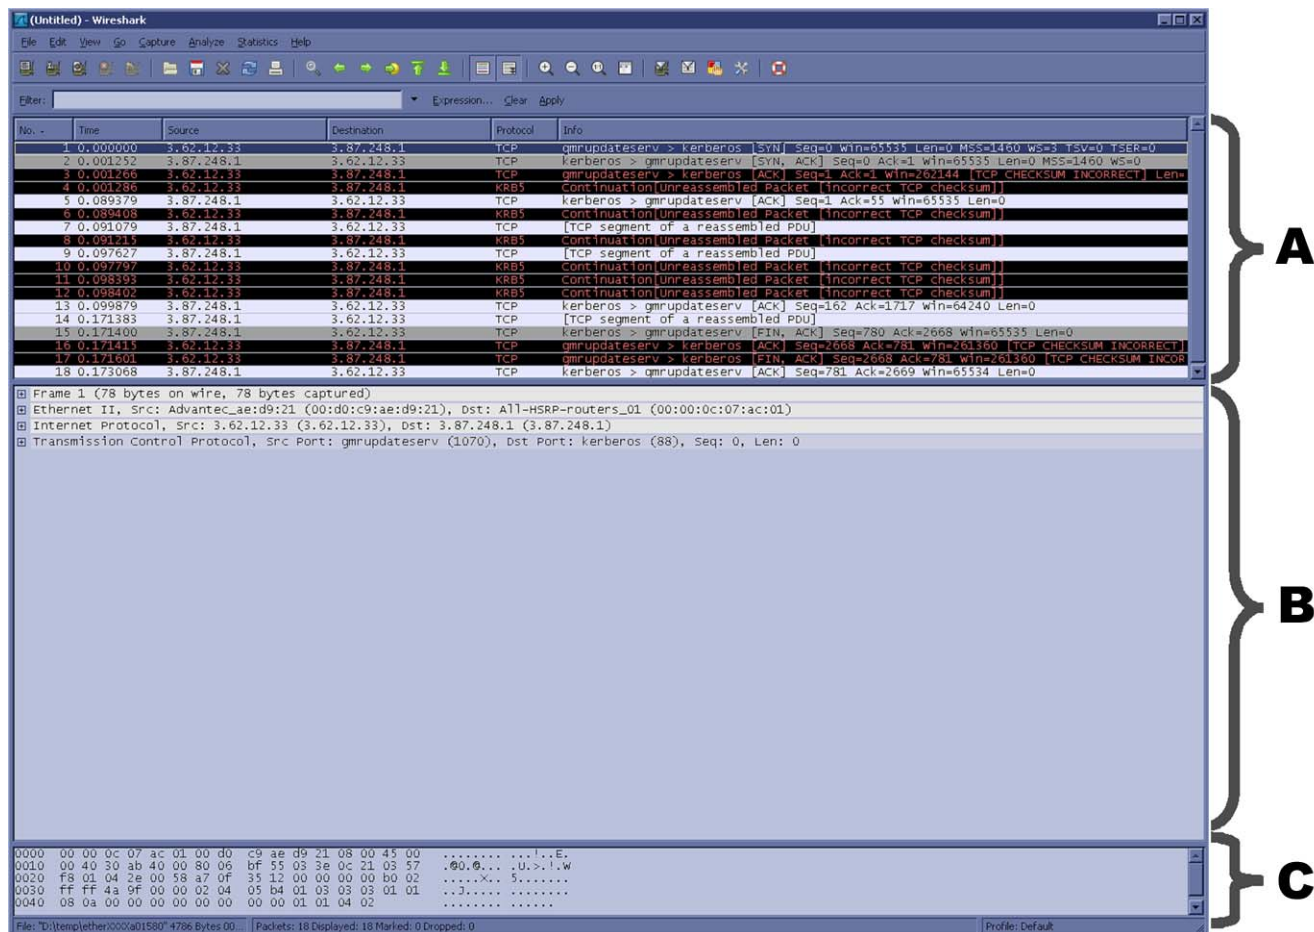 (Untitled) - Wireshark
File Edit View Go Capture Analyze Statistics Help
Filter: Expression... Clear Apply
No. - Time Source Destination Protocol Info
1 0.000000 3.62.12.33 3.87.248.1 TCP gmrupdateserv > kerberos [SYN] Seq=0 Win=65535 Len=0 MSS=1460 WS=3 TSV=0 TSER=0
2 0.001252 3.87.248.1 3.62.12.33 TCP kerberos > gmrupdateserv [SYN, ACK] Seq=0 Ack=1 Win=65535 Len=0 MSS=1460 WS=0
3 0.001266 3.62.12.33 3.87.248.1 TCP gmrupdateserv > kerberos [ACK] Seq=1 Ack=1 Win=262144 [TCP CHECKSUM INCORRECT] Len=
4 0.001286 3.62.12.33 3.87.248.1 KRB5 Continuation[Unreassembled Packet [incorrect TCP checksum]]
5 0.089379 3.87.248.1 3.62.12.33 TCP kerberos > gmrupdateserv [ACK] Seq=1 Ack=55 Win=65535 Len=0
6 0.089408 3.62.12.33 3.87.248.1 KRB5 Continuation[Unreassembled Packet [incorrect TCP checksum]]
7 0.091079 3.87.248.1 3.62.12.33 TCP [TCP segment of a reassembled PDU]
8 0.091215 3.62.12.33 3.87.248.1 KRB5 Continuation[Unreassembled Packet [incorrect TCP checksum]]
9 0.097627 3.87.248.1 3.62.12.33 TCP [TCP segment of a reassembled PDU]
10 0.097797 3.62.12.33 3.87.248.1 KRB5 Continuation[Unreassembled Packet [incorrect TCP checksum]]
11 0.098393 3.62.12.33 3.87.248.1 KRB5 Continuation[Unreassembled Packet [incorrect TCP checksum]]
12 0.098402 3.62.12.33 3.87.248.1 KRB5 Continuation[Unreassembled Packet [incorrect TCP checksum]]
13 0.099879 3.87.248.1 3.62.12.33 TCP kerberos > gmrupdateserv [ACK] Seq=162 Ack=1717 Win=64240 Len=0
14 0.171383 3.87.248.1 3.62.12.33 TCP [TCP segment of a reassembled PDU]
15 0.171400 3.87.248.1 3.62.12.33 TCP kerberos > gmrupdateserv [FIN, ACK] Seq=780 Ack=2668 Win=65535 Len=0
16 0.171415 3.62.12.33 3.87.248.1 TCP gmrupdateserv > kerberos [ACK] Seq=2668 Ack=781 Win=261360 [TCP CHECKSUM INCORRECT]
17 0.171601 3.62.12.33 3.87.248.1 TCP gmrupdateserv > kerberos [FIN, ACK] Seq=2668 Ack=781 Win=261360 [TCP CHECKSUM INCOR
18 0.173068 3.87.248.1 3.62.12.33 TCP kerberos > gmrupdateserv [ACK] Seq=781 Ack=2669 Win=65534 Len=0
A
Frame 1 (78 bytes on wire, 78 bytes captured)
Ethernet II, Src: Advantec_ae:d9:21 (00:d0:c9:ae:d9:21), Dst: All-HSRP-routers_01 (00:00:0c:07:ac:01)
Internet Protocol, Src: 3.62.12.33 (3.62.12.33), Dst: 3.87.248.1 (3.87.248.1)
Transmission Control Protocol, Src Port: gmrupdateserv (1070), Dst Port: kerberos (88), Seq: 0, Len: 0
B
0000 00 00 0c 07 ac 01 00 d0 c9 ae d9 21 08 00 45 00 ........ ...!..E.
0010 00 40 30 ab 40 00 80 06 bf 55 03 3e 0c 21 03 57 .@0.@... .U.>.!.W
0020 f8 01 04 2e 00 58 a7 0f 35 12 00 00 00 00 b0 02 .....X.. 5.......
0030 ff ff 4a 9f 00 00 02 04 05 b4 01 03 03 03 01 01 ..J..... ........
0040 08 0a 00 00 00 00 00 00 00 00 01 01 04 02 ........ ......
C
File: "D:\temp\etherXXXXa01580" 4786 Bytes 00... Packets: 18 Displayed: 18 Marked: 0 Dropped: 0 Profile: Default